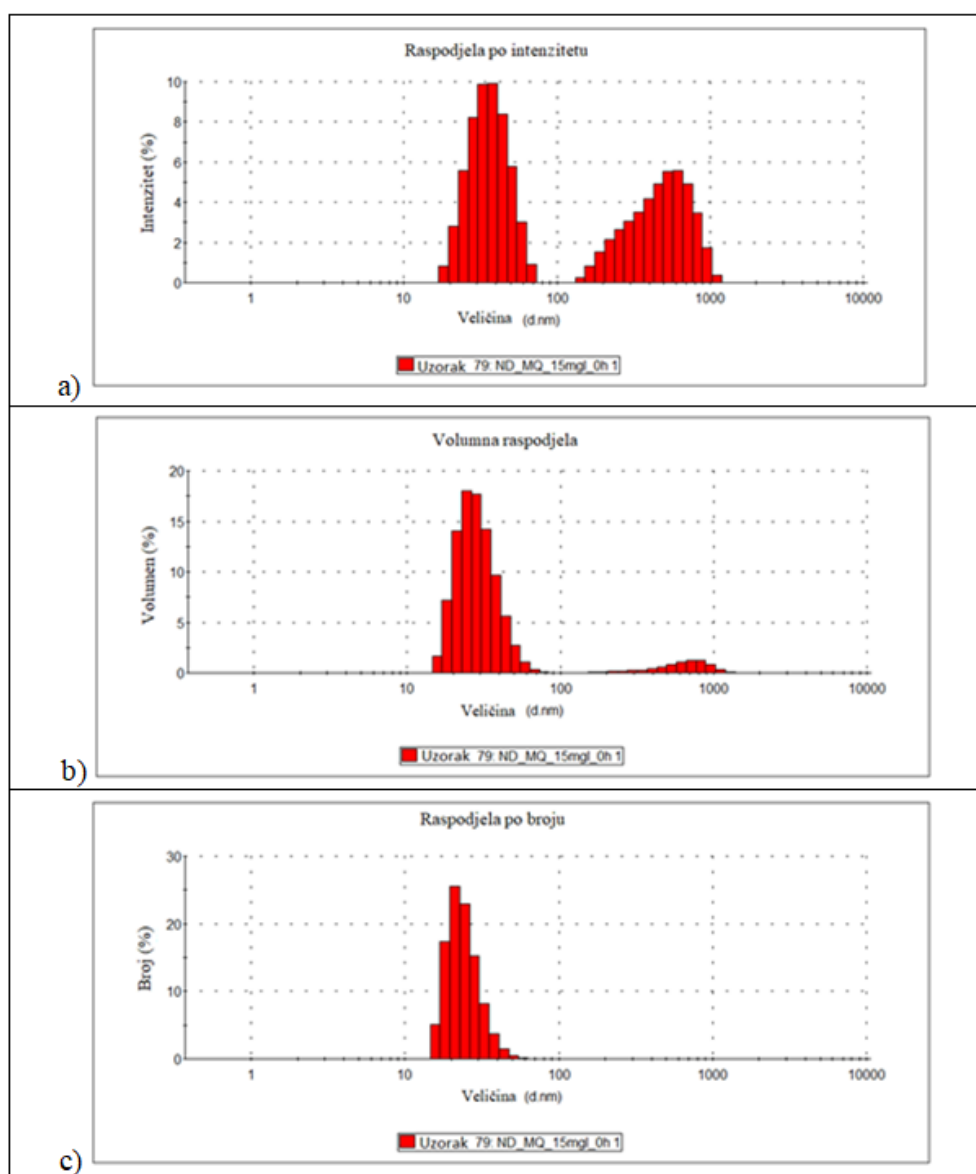 Raspodjela po intenzitetu
10
8
6
4
2
0
Intenzitet (%)
1 10 100 1000 10000
Veličina (d.nm)
Uzorak 79: ND_MQ_15mgl_0h 1
a)
Volumna raspodjela
20
15
10
5
0
Volumen (%)
1 10 100 1000 10000
Veličina (d.nm)
Uzorak 79: ND_MQ_15mgl_0h 1
b)
Raspodjela po broju
30
20
10
0
Broj (%)
1 10 100 1000 10000
Veličina (d.nm)
Uzorak 79: ND_MQ_15mgl_0h 1
c)